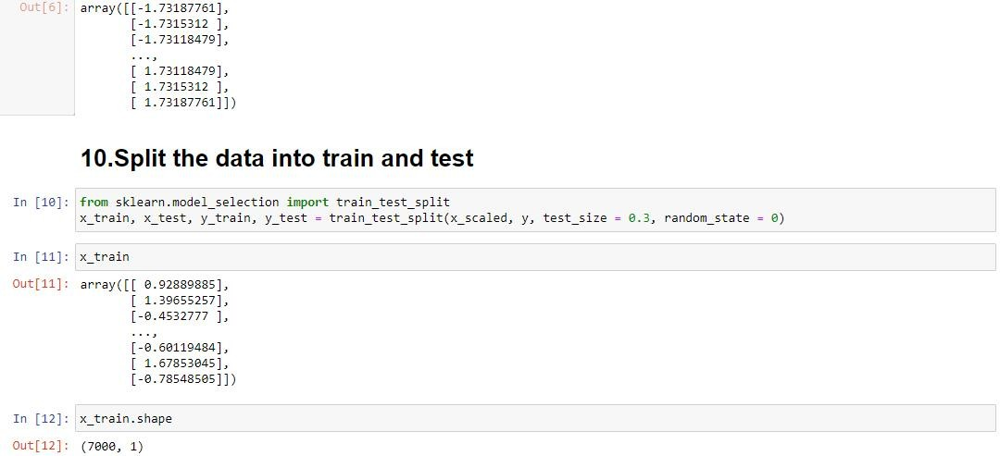 Out[6]: array([[-1.73187761],
[-1.7315312 ],
[-1.73118479],
...,
[ 1.73118479],
[ 1.7315312 ],
[ 1.73187761]])
10.Split the data into train and test
In [10]: from sklearn.model_selection import train_test_split
x_train, x_test, y_train, y_test = train_test_split(x_scaled, y, test_size = 0.3, random_state = 0)
In [11]: x_train
Out[11]: array([[ 0.92889885],
[ 1.39655257],
[-0.4532777 ],
...,
[-0.60119484],
[ 1.67853045],
[-0.78548505]])
In [12]: x_train.shape
Out[12]: (7000, 1)